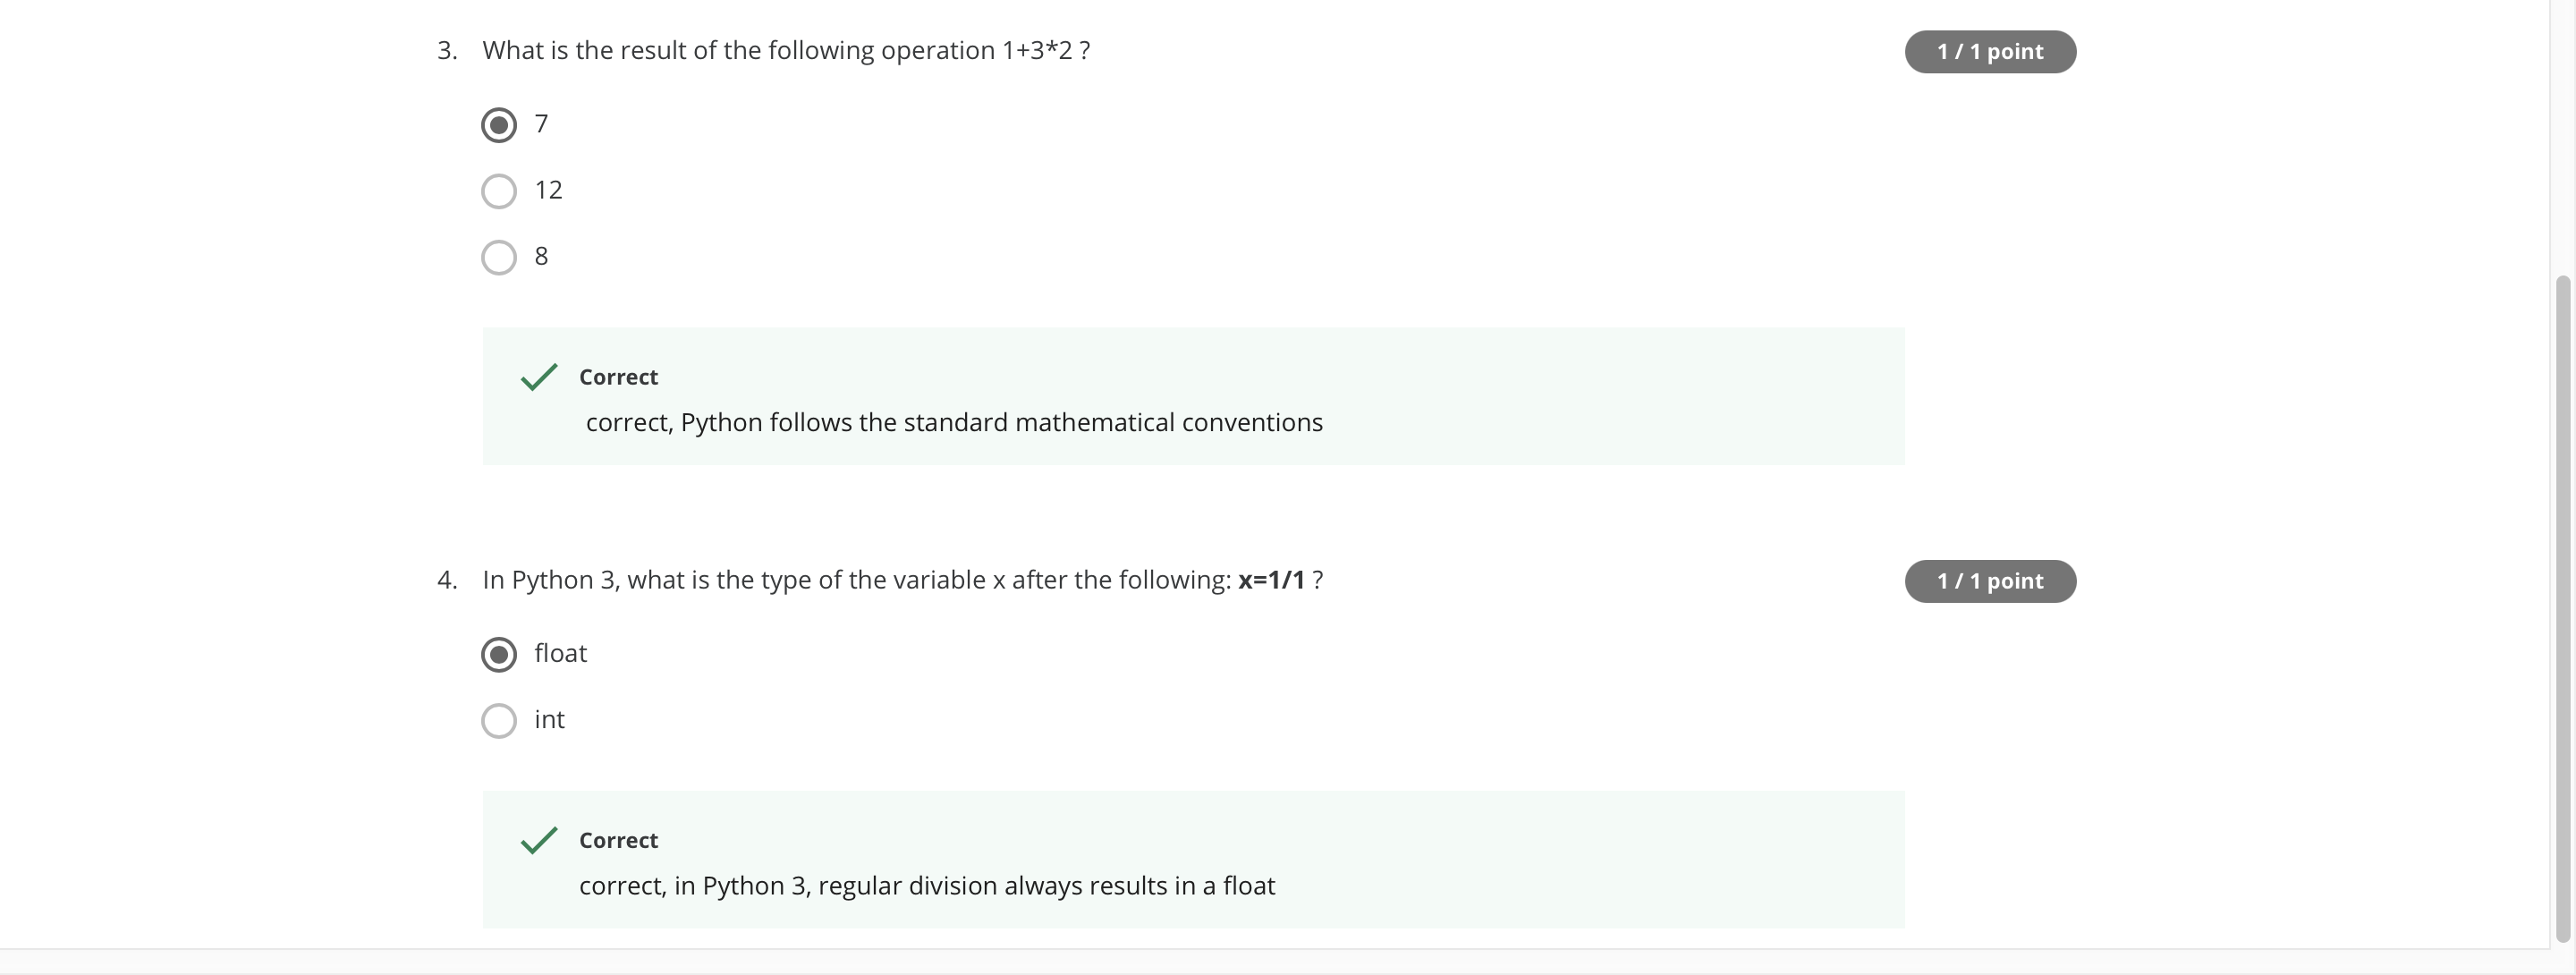 3. What is the result of the following operation 1+3*2 ?
1 / 1 point
7
12
8
Correct
correct, Python follows the standard mathematical conventions
4. In Python 3, what is the type of the variable x after the following: x=1/1 ?
1 / 1 point
float
int
Correct
correct, in Python 3, regular division always results in a float